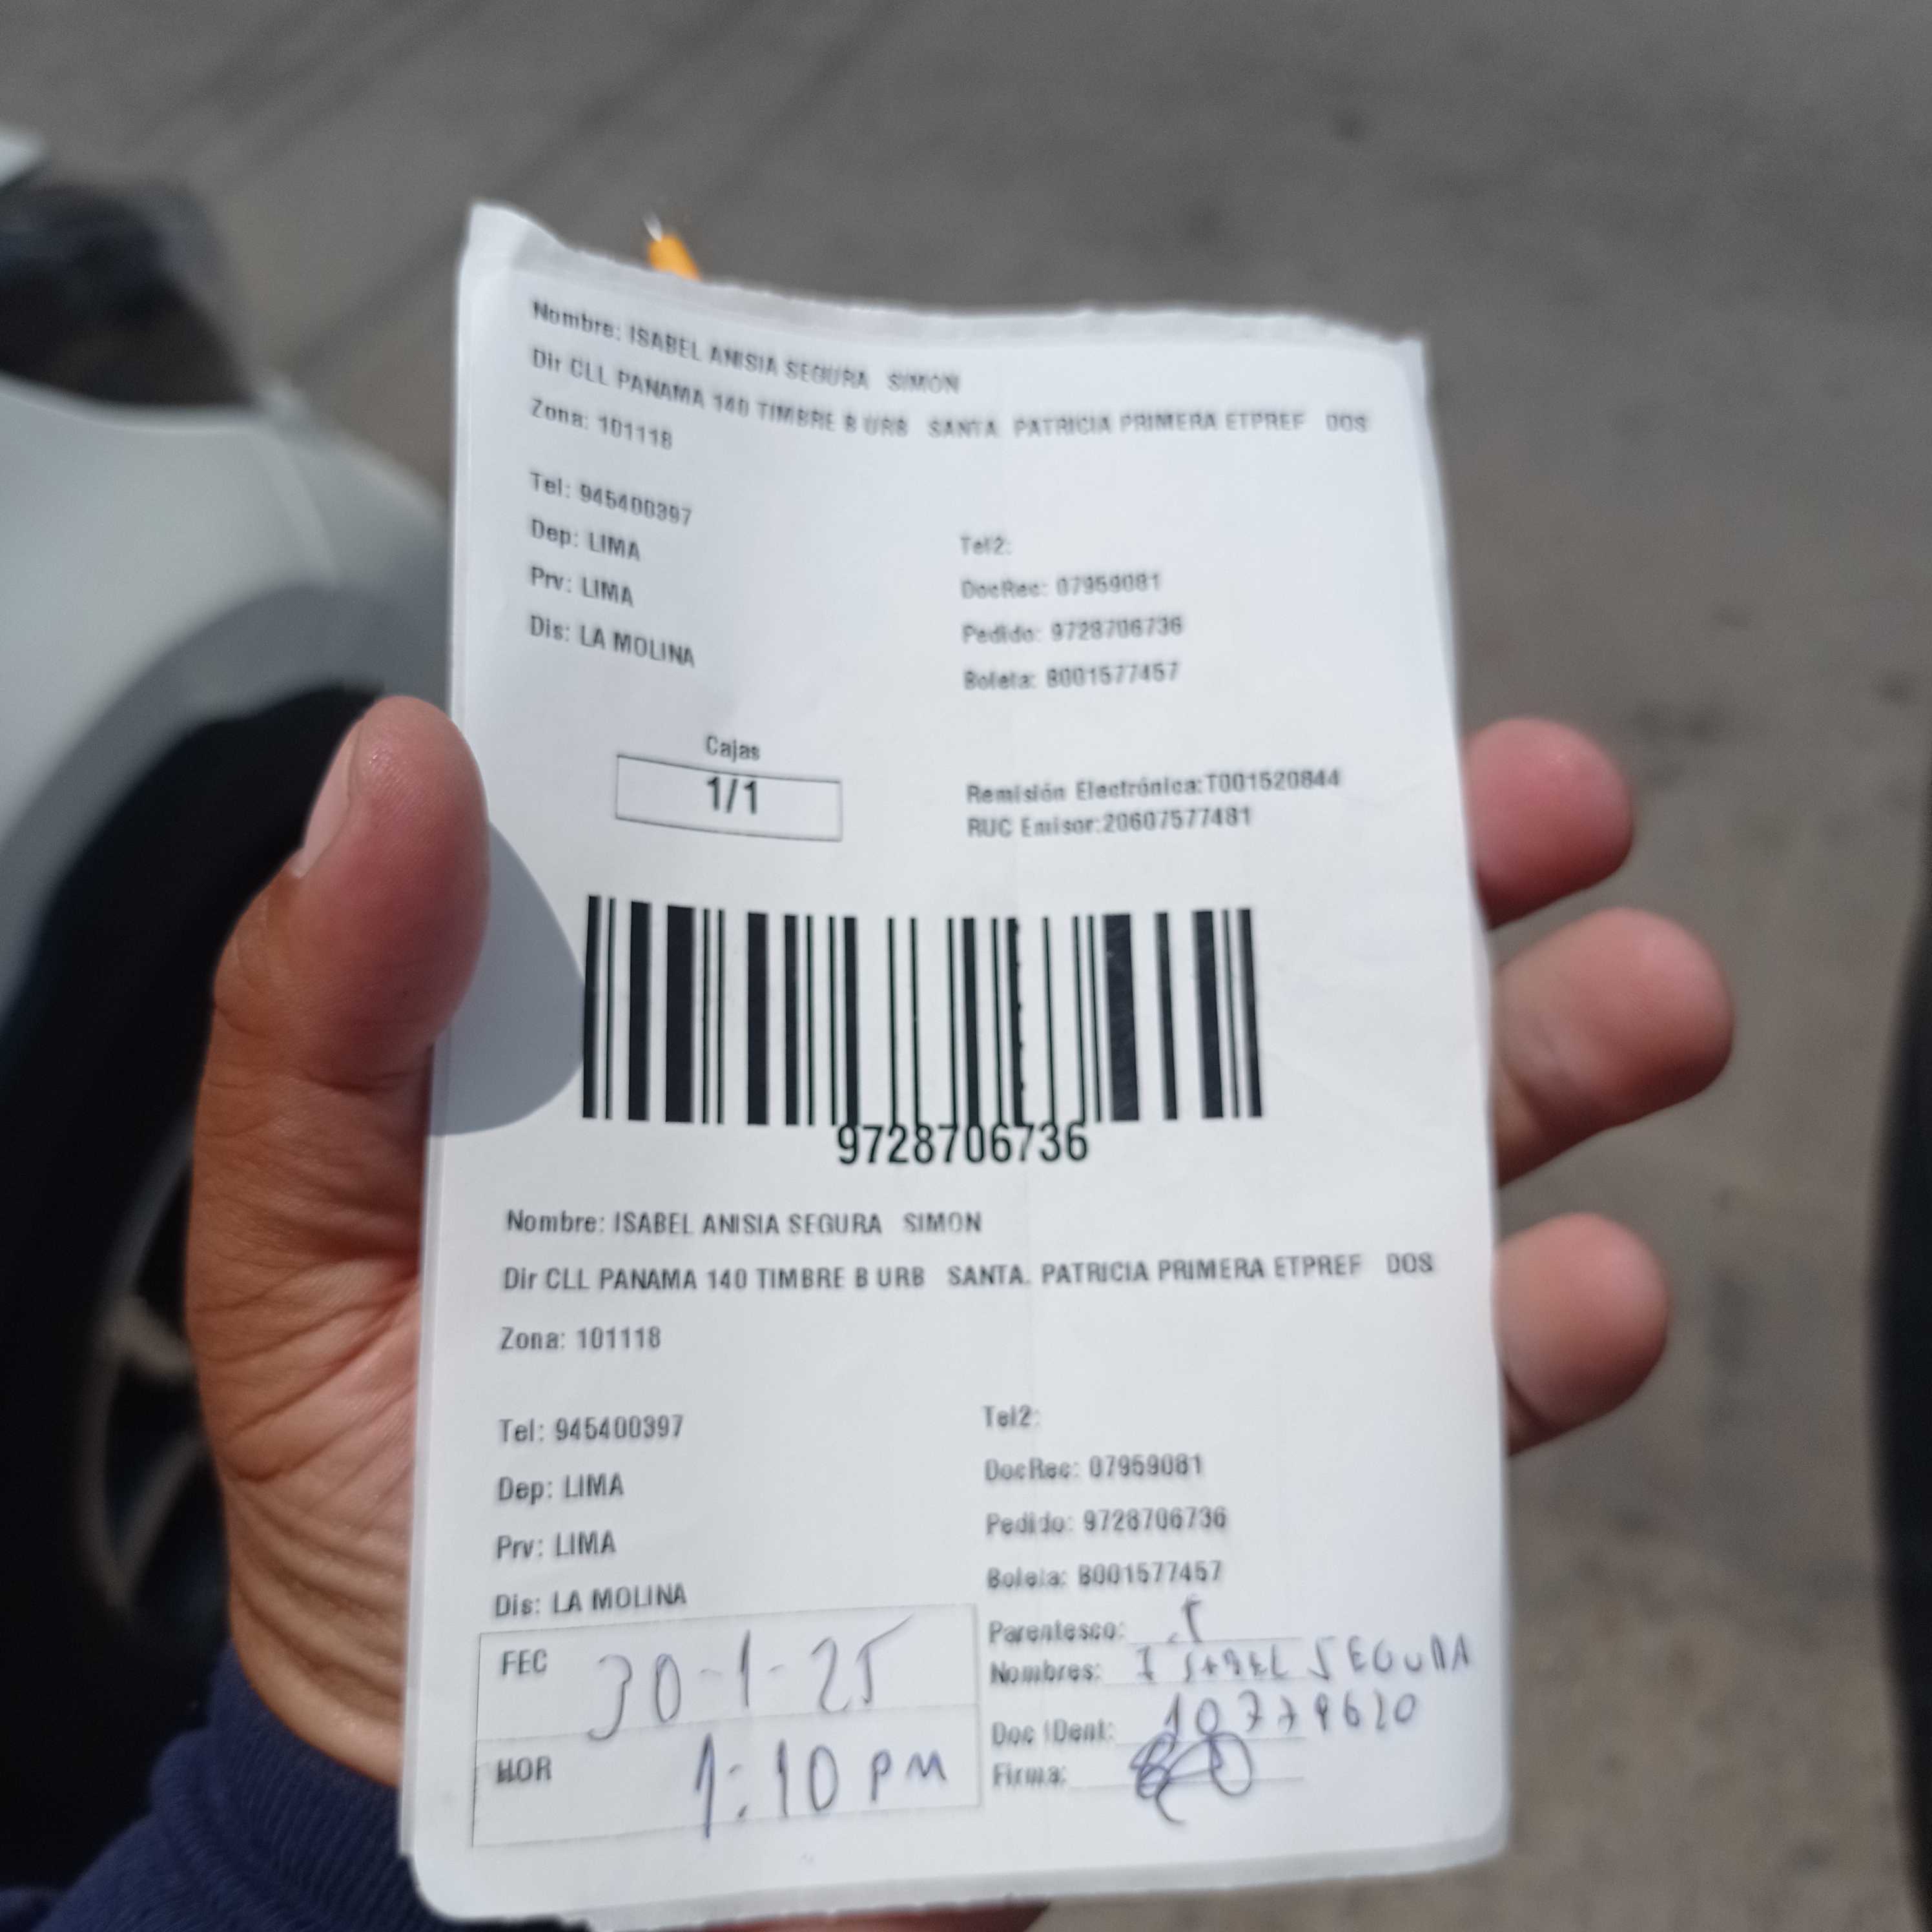 Nombre: ISABEL ANISIA SEGURA SIMON
Dir CLL PANAMA 140 TIMBRE B URB SANTA. PATRICIA PRIMERA ETPREF DOS
Zona: 101118
Tel: 945400397
Tel2:
Dep: LIMA
DocRec: 07959081
Prv: LIMA
Pedido: 9728706736
Dis: LA MOLINA
Boleta: B001577457
Cajas
1/1
Remisión Electrónica:T001520844
RUC Emisor:20607577481
9728706736
Nombre: ISABEL ANISIA SEGURA SIMON
Dir CLL PANAMA 140 TIMBRE B URB SANTA. PATRICIA PRIMERA ETPREF DOS
Zona: 101118
Tel: 945400397
Tel2:
Dep: LIMA
DocRec: 07959081
Prv: LIMA
Pedido: 9728706736
Dis: LA MOLINA
Boleta: B001577457
FEC 30-1-25
Parentesco:
Nombres: ISABEL SEGURA
HOR 1:10 PM
Doc IDent:
Firma: